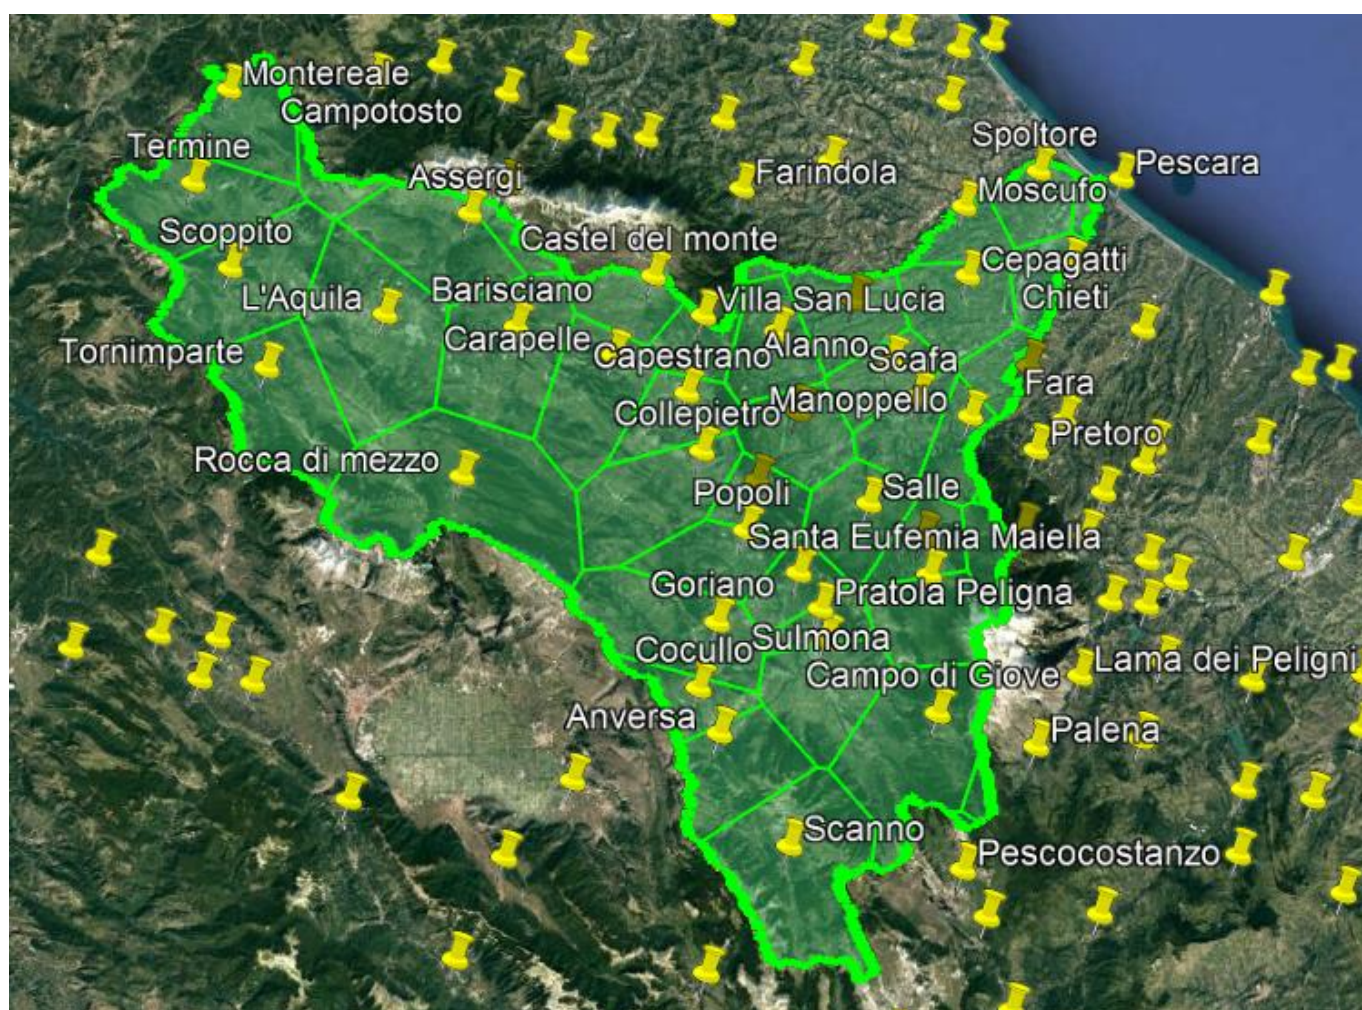 Montereale
Campotosto
Spoltore
Termine
Pescara
Assergi
Farindola
Moscufo
Scoppito
Castel del monte
Cepagatti
L'Aquila
Barisciano
Villa San Lucia
Chieti
Tornimparte
Carapelle
Capestrano
Alanno
Scafa
Fara
Collepietro
Manoppello
Pretoro
Rocca di mezzo
Popoli
Salle
Santa Eufemia Maiella
Goriano
Pratola Peligna
Cocullo
Sulmona
Lama dei Peligni
Campo di Giove
Anversa
Palena
Scanno
Pescocostanzo